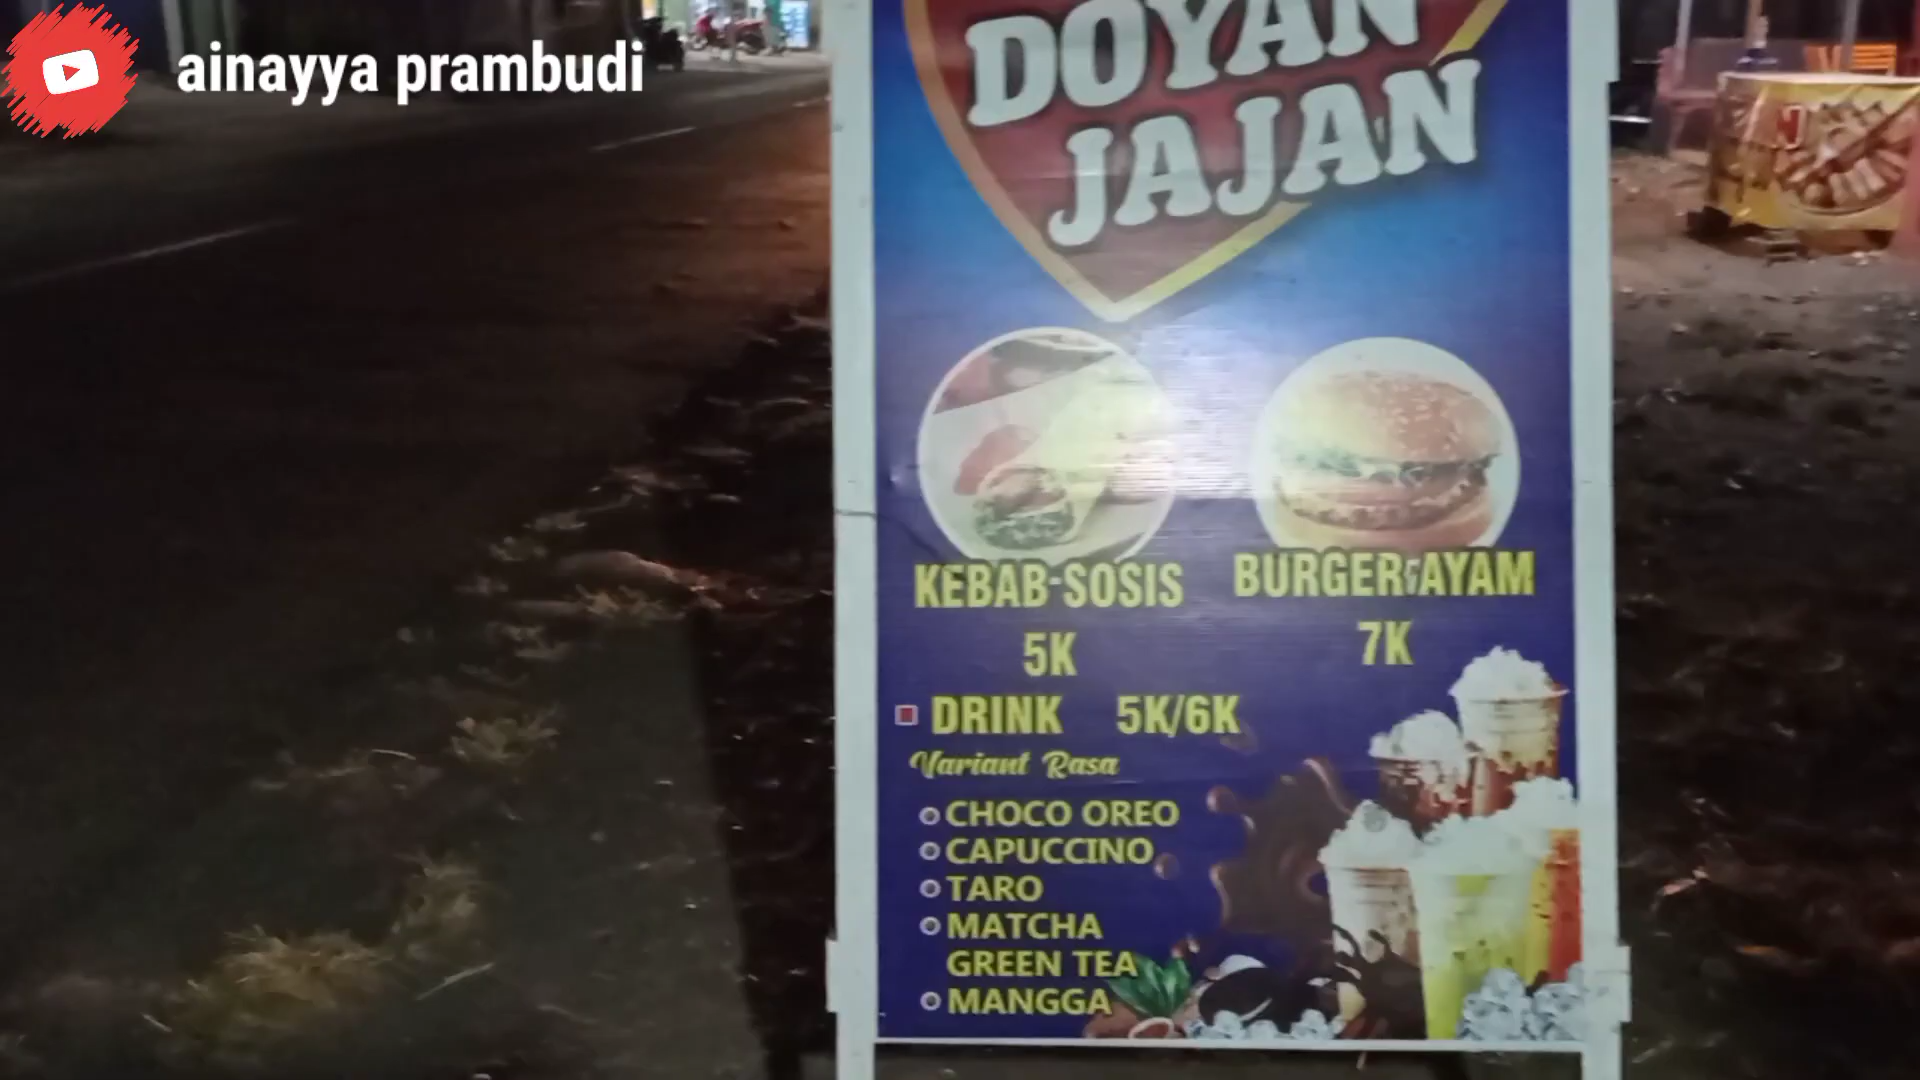 ainayya prambudi
DOYAN
JAJAN
KEBAB SOSIS
BURGER AYAM
5K
7K
DRINK 5K/6K
Variant Rasa
CHOCO OREO
CAPUCCINO
TARO
MATCHA
GREEN TEA
MANGGA